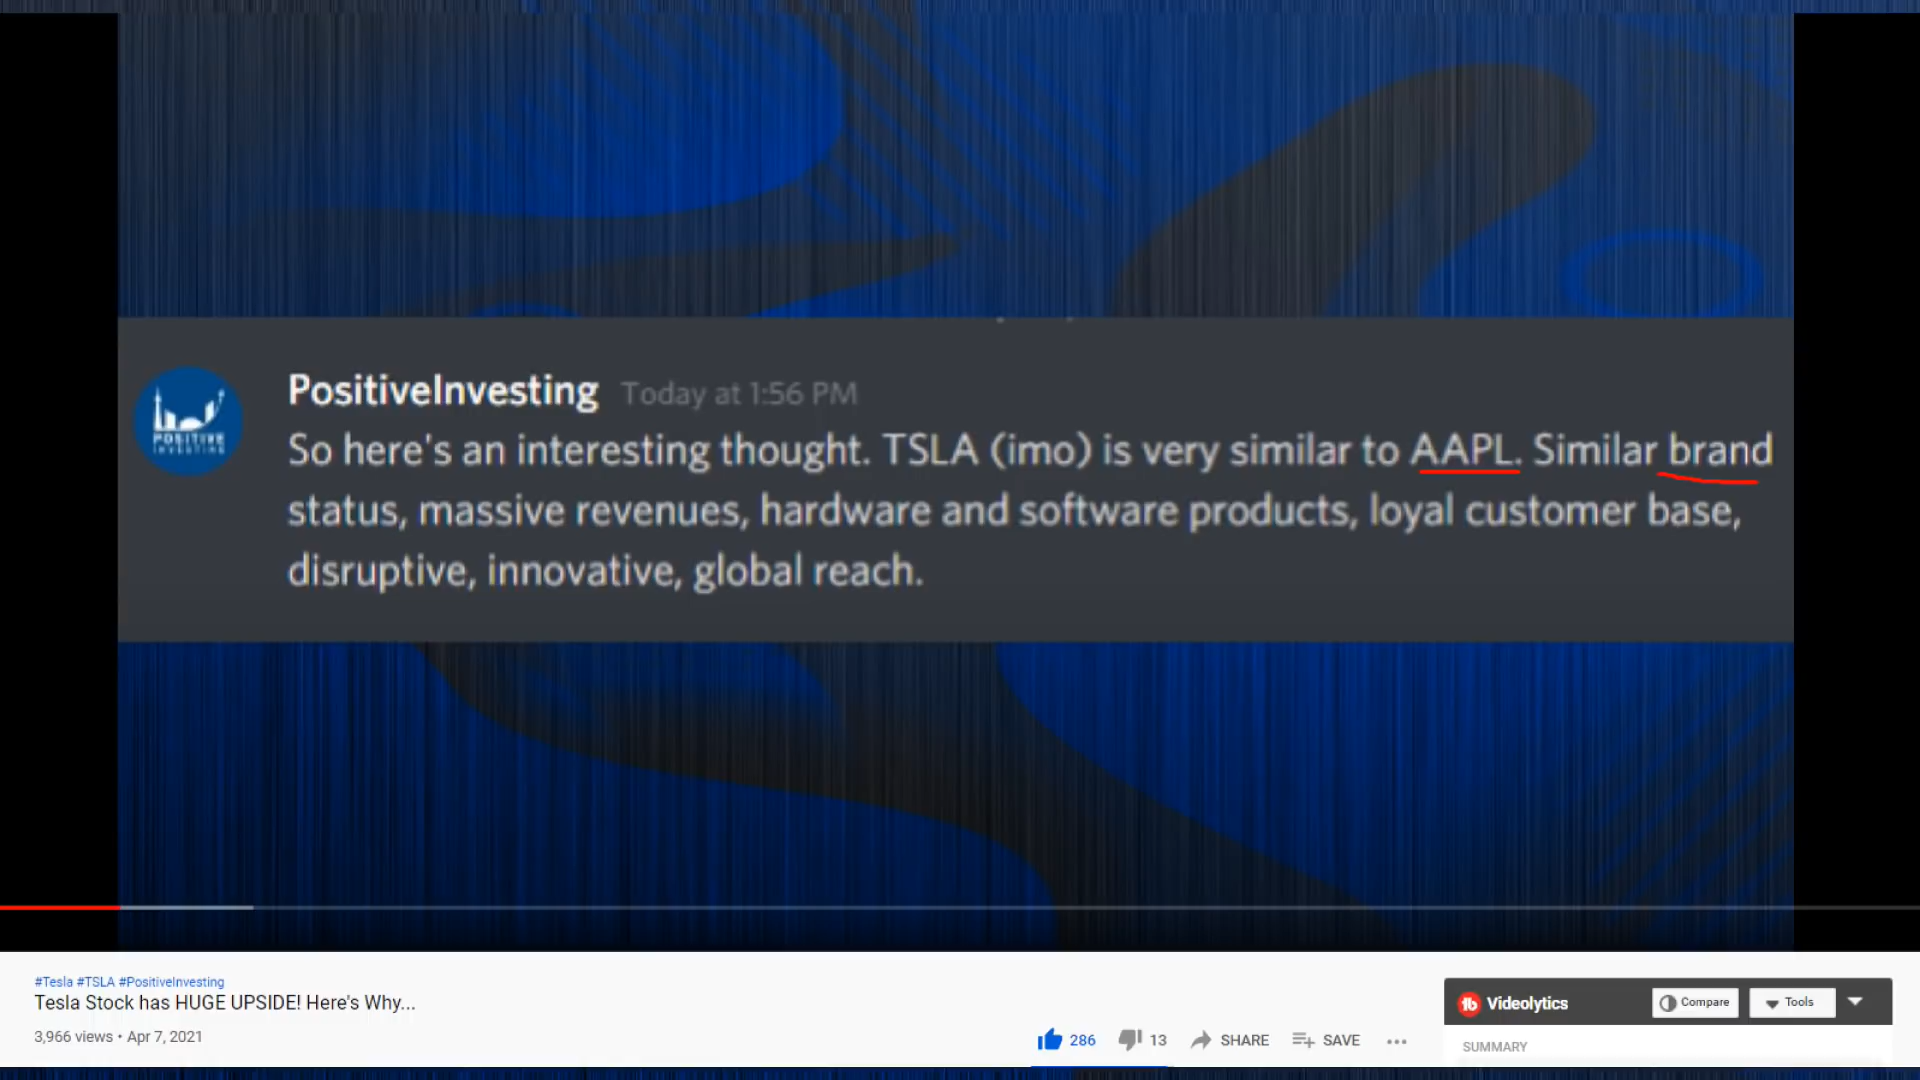 PositiveInvesting Today at 1:56 PM
So here's an interesting thought. TSLA (imo) is very similar to AAPL. Similar brand
status, massive revenues, hardware and software products, loyal customer base,
disruptive, innovative, global reach.
POSITIVE
INVESTING
#Tesla #TSLA #PositiveInvesting
Tesla Stock has HUGE UPSIDE! Here's Why...
3,966 views • Apr 7, 2021
286
13
SHARE
SAVE
Videolytics
Compare
Tools
SUMMARY